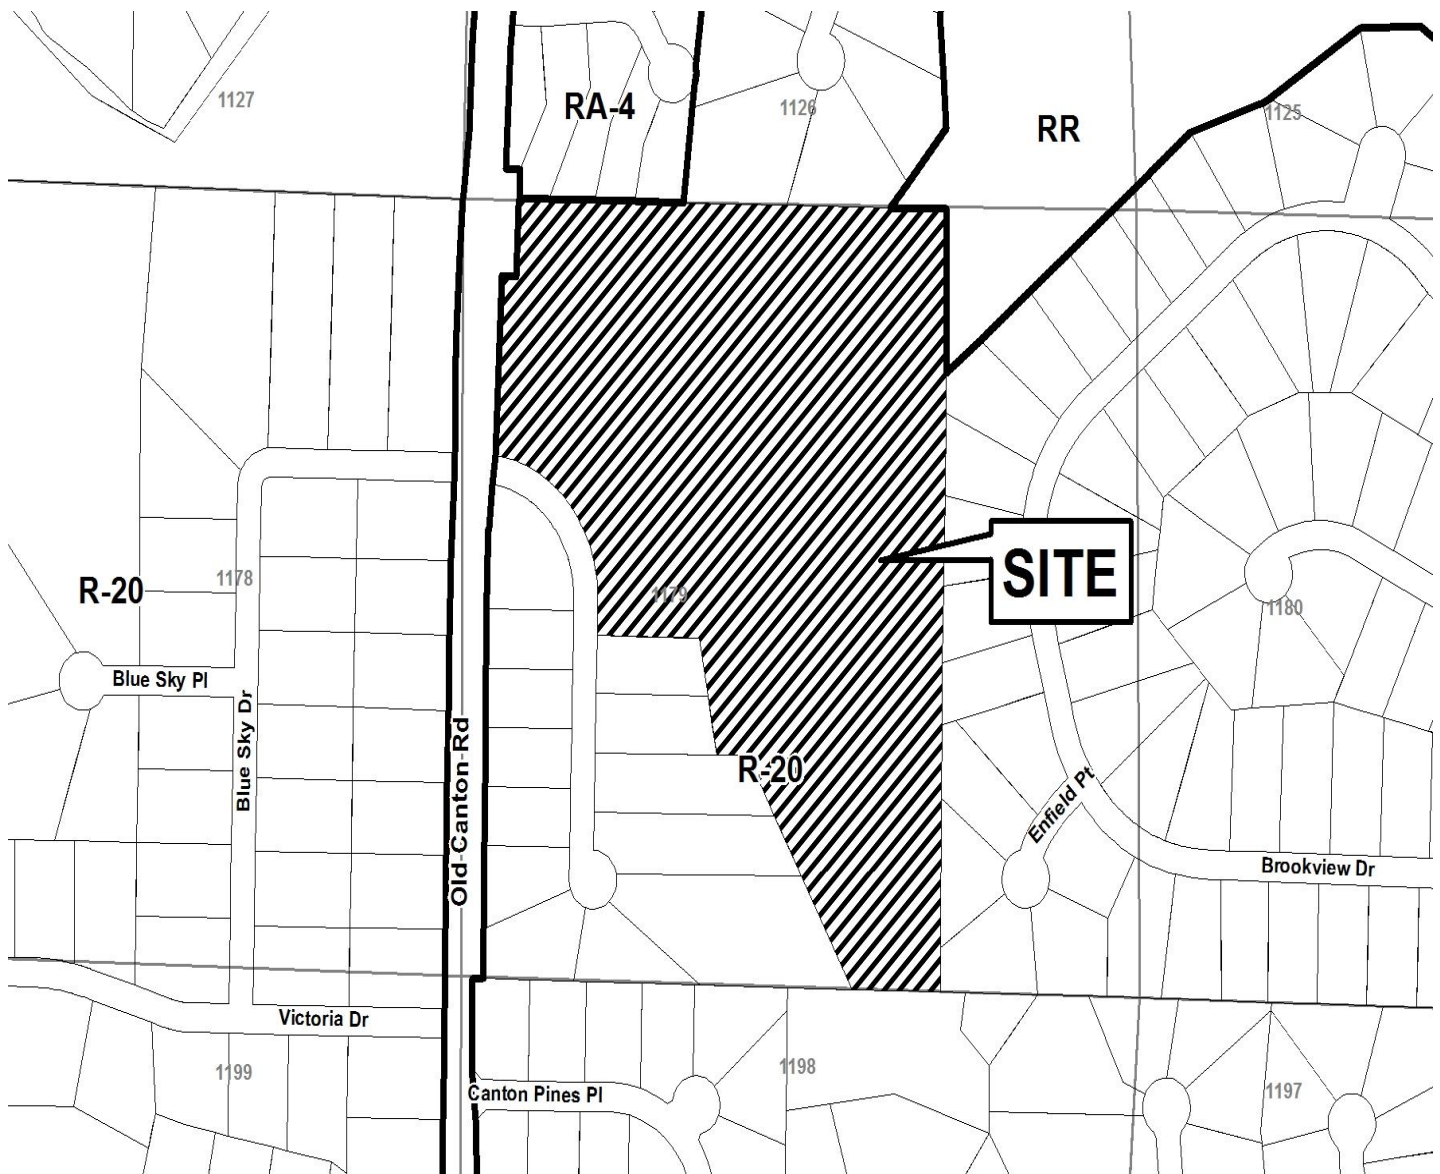 1127
RA-4
1126
RR
1125
SITE
R-20
1178
1179
1180
Blue Sky Pl
Blue Sky Dr
Old Canton Rd
R-20
Enfield Pt
Brookview Dr
Victoria Dr
1199
1198
Canton Pines Pl
1197